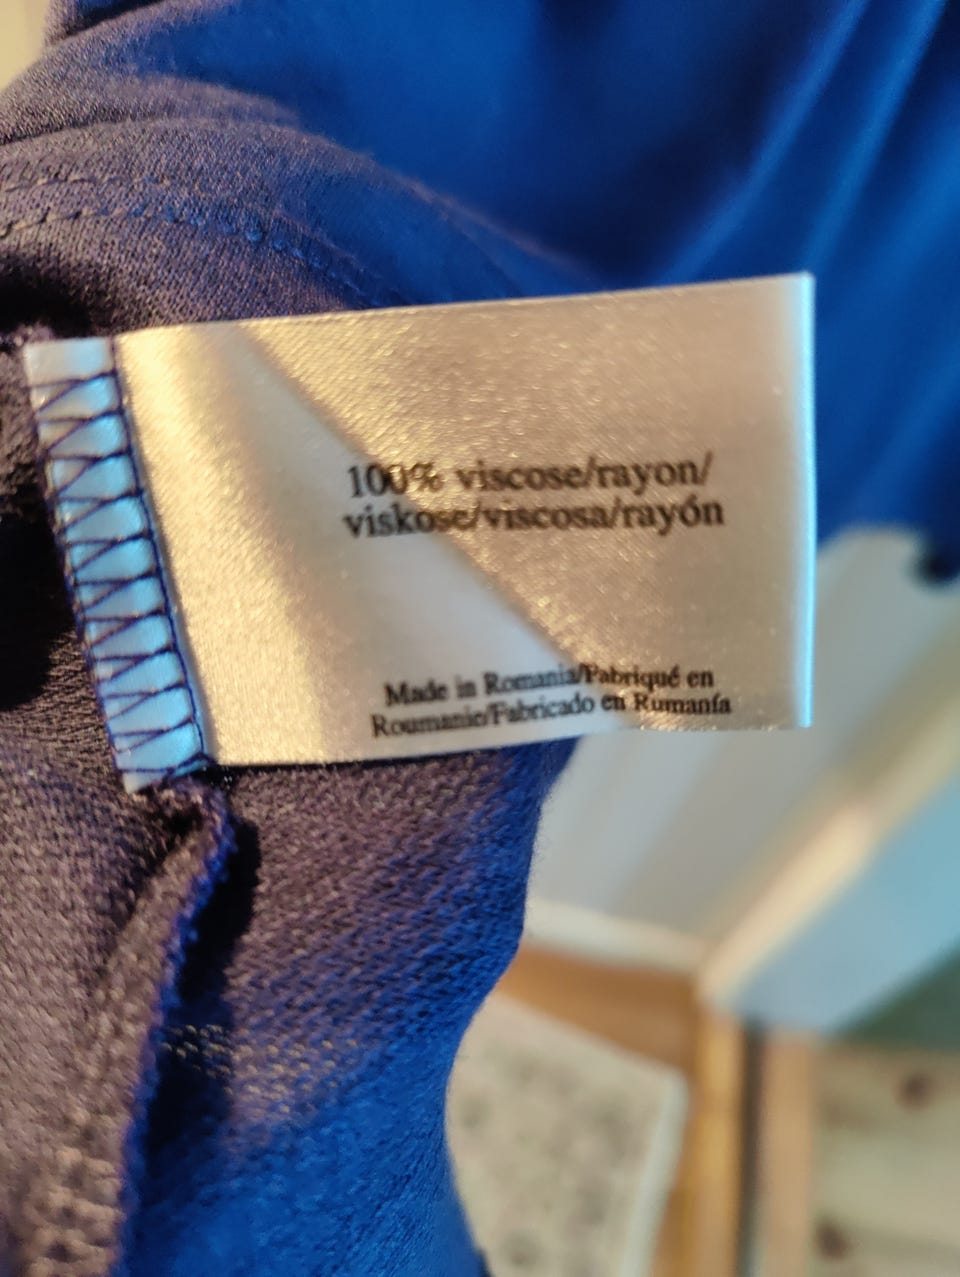 100% viscose/rayon/
viskose/viscosa/rayón
Made in Romania/Fabriqué en
Roumanie/Fabricado en Rumanía